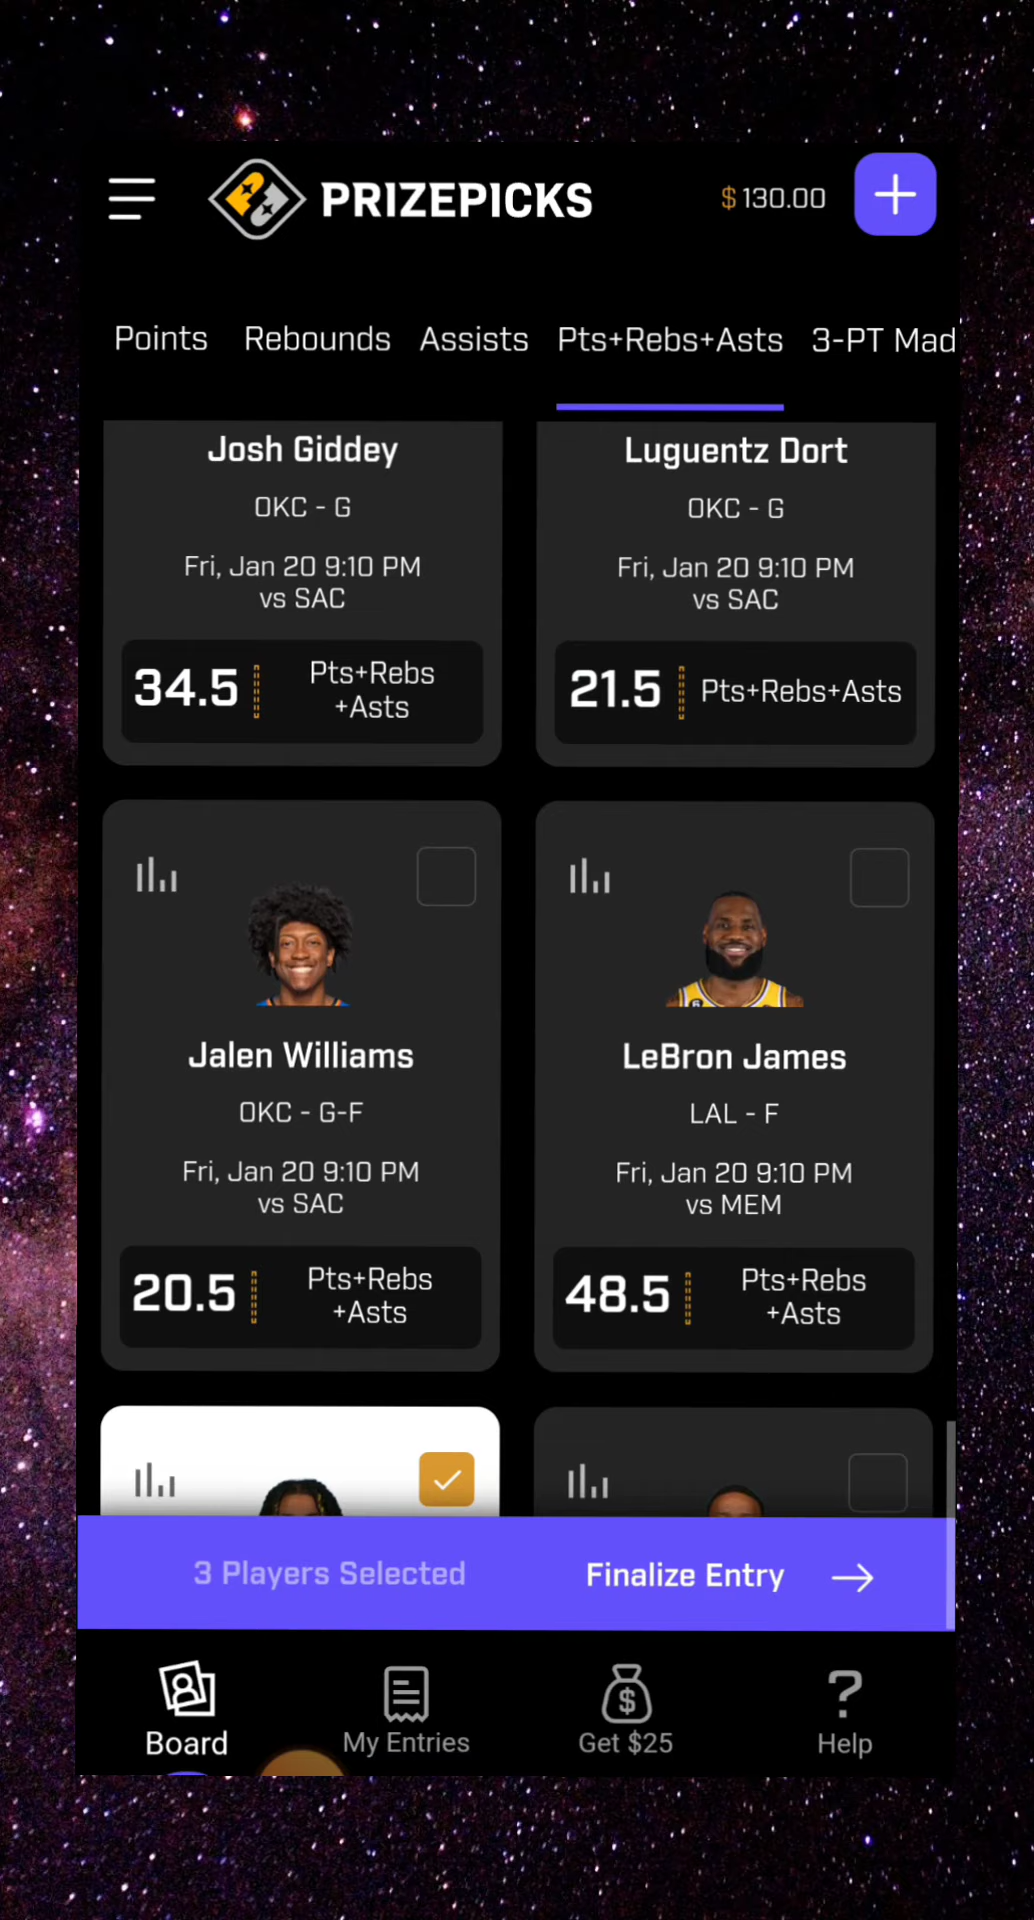 PRIZEPICKS
$ 130.00
Points Rebounds Assists Pts+Rebs+Asts 3-PT Mad
Josh Giddey
OKC - G
Fri, Jan 20 9:10 PM
vs SAC
34.5
Pts+Rebs
+Asts
Luguentz Dort
OKC - G
Fri, Jan 20 9:10 PM
vs SAC
21.5
Pts+Rebs+Asts
Jalen Williams
OKC - G-F
Fri, Jan 20 9:10 PM
vs SAC
20.5
Pts+Rebs
+Asts
LeBron James
LAL - F
Fri, Jan 20 9:10 PM
vs MEM
48.5
Pts+Rebs
+Asts
3 Players Selected
Finalize Entry
Board
My Entries
Get $25
Help